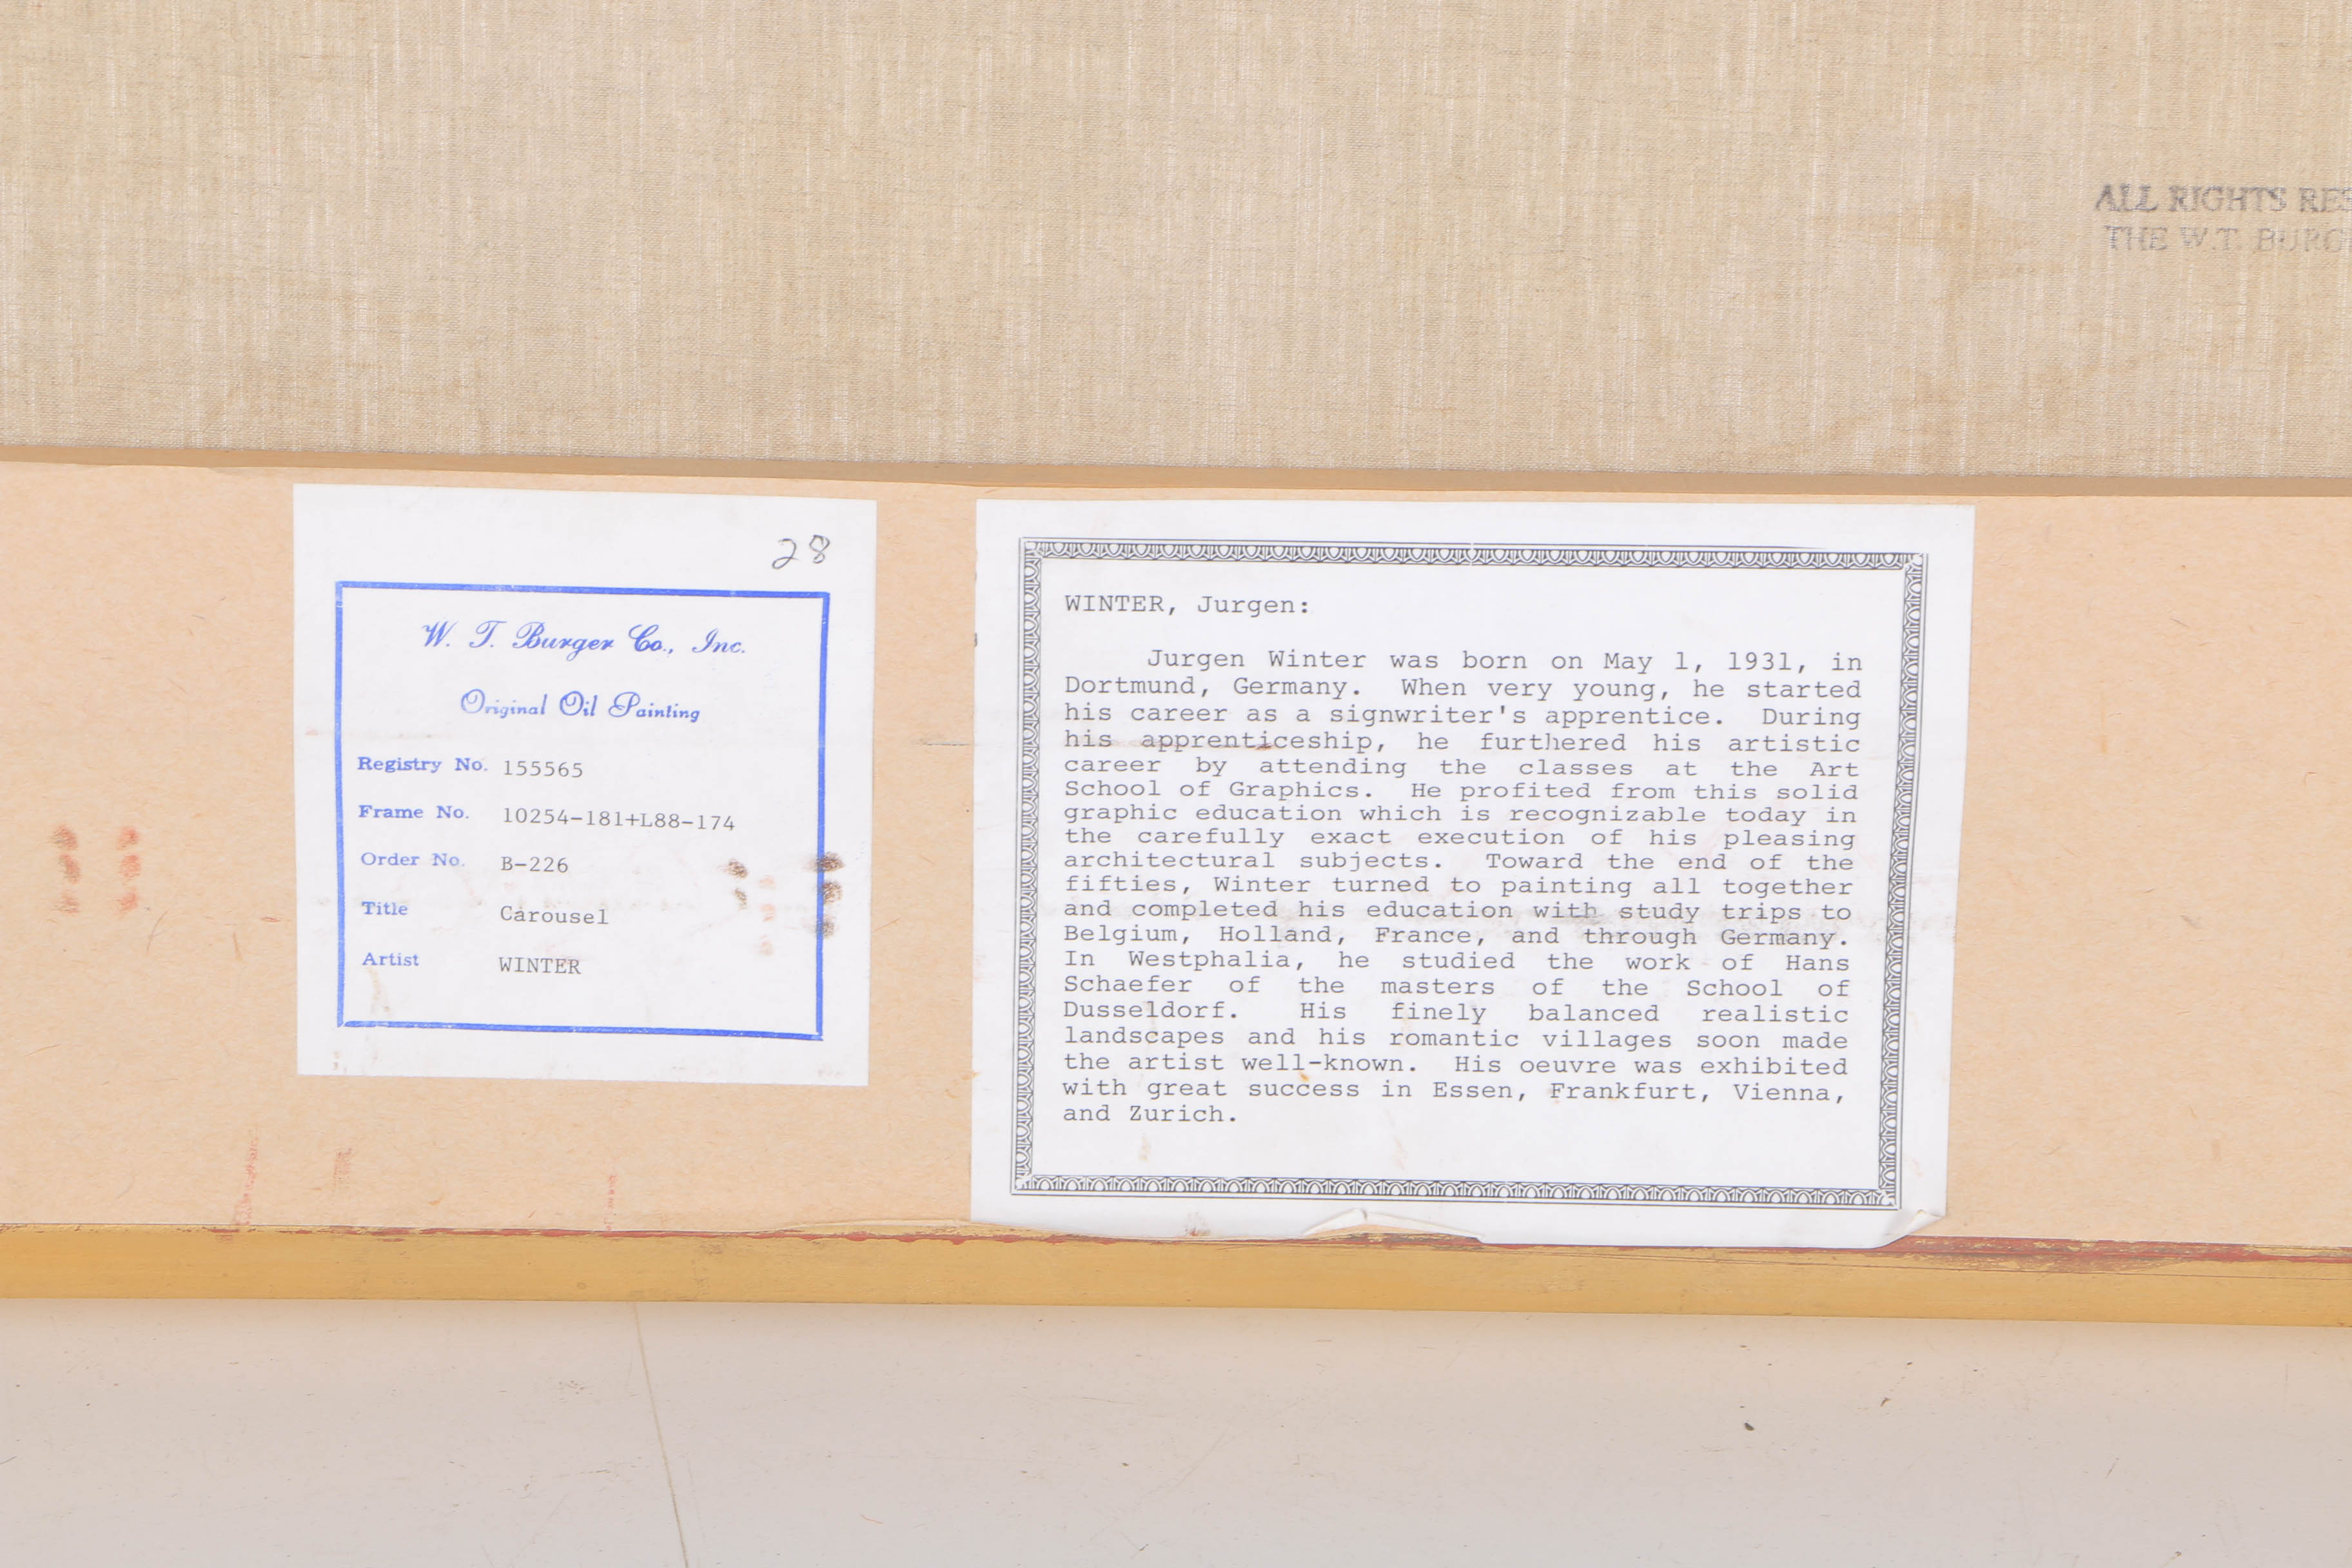 ALL RIGHTS RES
THE W.T. BURG
28
W. T. Burger Co., Inc.
Original Oil Painting
Registry No. 155565
Frame No. 10254-181+L88-174
Order No. B-226
Title Carousel
Artist WINTER
WINTER, Jurgen:
Jurgen Winter was born on May 1, 1931, in
Dortmund, Germany. When very young, he started
his career as a signwriter's apprentice. During
his apprenticeship, he furthered his artistic
career by attending the classes at the Art
School of Graphics. He profited from this solid
graphic education which is recognizable today in
the carefully exact execution of his pleasing
architectural subjects. Toward the end of the
fifties, Winter turned to painting all together
and completed his education with study trips to
Belgium, Holland, France, and through Germany.
In Westphalia, he studied the work of Hans
Schaefer of the masters of the School of
Dusseldorf. His finely balanced realistic
landscapes and his romantic villages soon made
the artist well-known. His oeuvre was exhibited
with great success in Essen, Frankfurt, Vienna,
and Zurich.